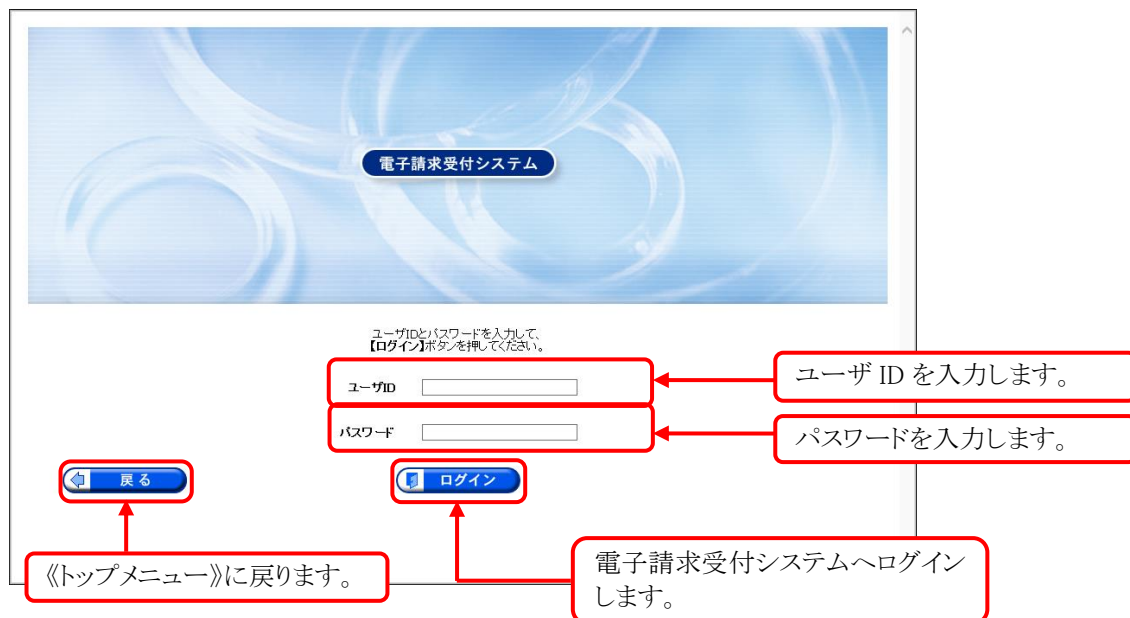 電子請求受付システム
ユーザIDとパスワードを入力して、
【ログイン】ボタンを押してください。
ユーザID
ユーザ ID を入力します。
パスワード
パスワードを入力します。
戻る
ログイン
《トップメニュー》に戻ります。
電子請求受付システムへログイン
します。